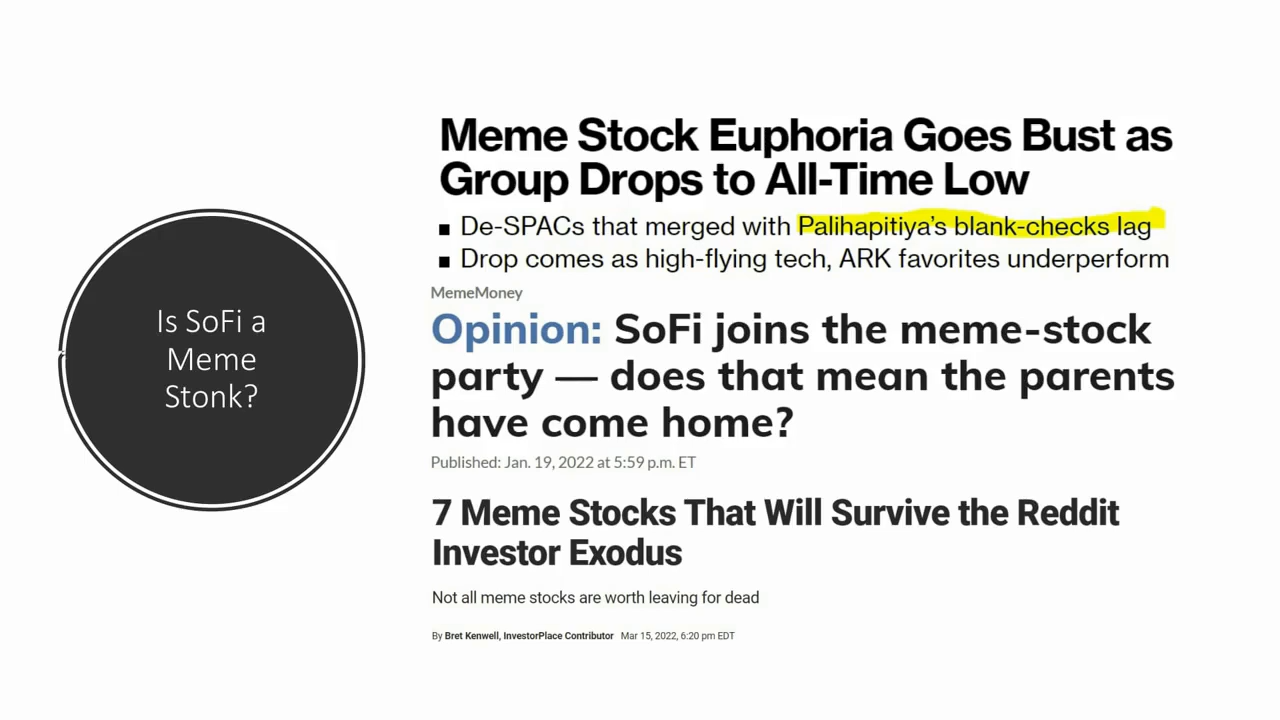 Is SoFi a
Meme
Stonk?
Meme Stock Euphoria Goes Bust as
Group Drops to All-Time Low
■ De-SPACs that merged with Palihapitiya's blank-checks lag
■ Drop comes as high-flying tech, ARK favorites underperform
MemeMoney
Opinion: SoFi joins the meme-stock
party — does that mean the parents
have come home?
Published: Jan. 19, 2022 at 5:59 p.m. ET
7 Meme Stocks That Will Survive the Reddit
Investor Exodus
Not all meme stocks are worth leaving for dead
By Bret Kenwell, InvestorPlace Contributor Mar 15, 2022, 6:20 pm EDT